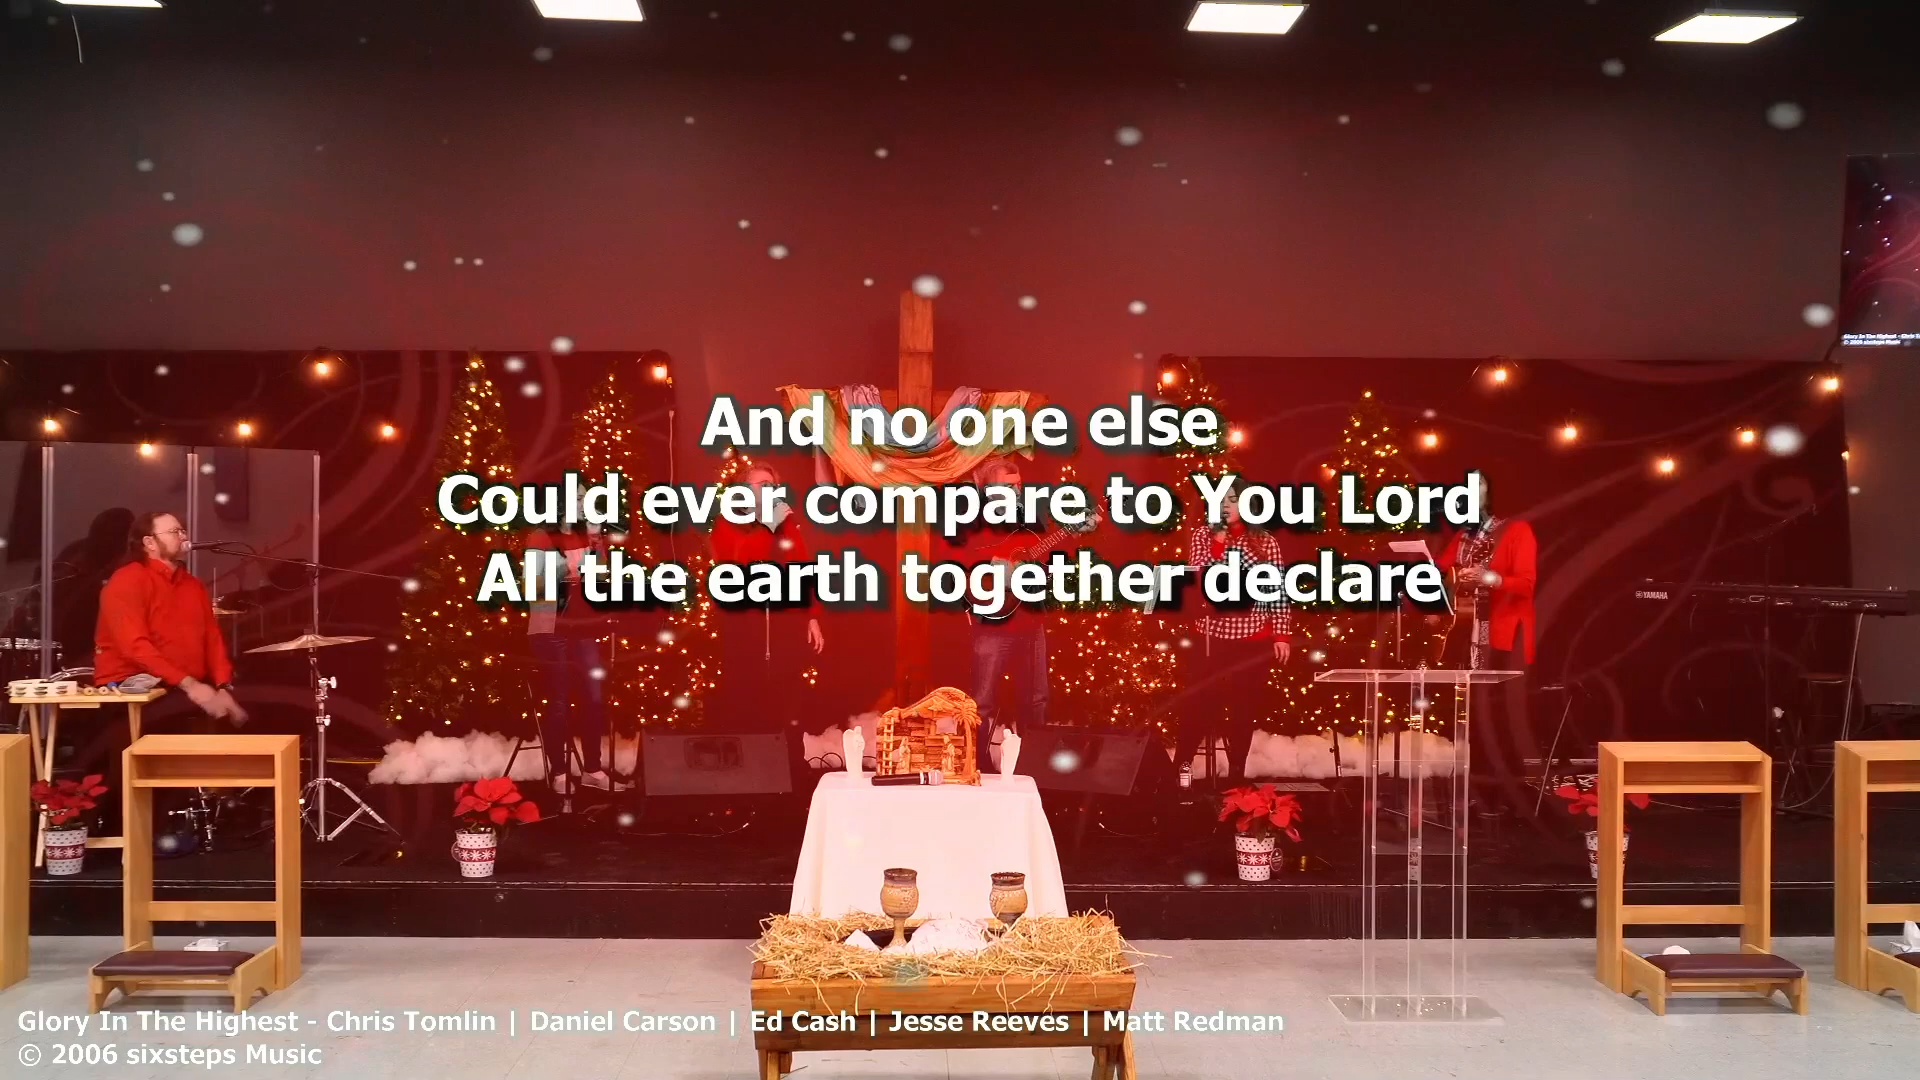 And no one else
Could ever compare to You Lord
All the earth together declare
YAMAHA
Glory In The Highest - Chris Tomlin | Daniel Carson | Ed Cash | Jesse Reeves | Matt Redman
© 2006 sixsteps Music